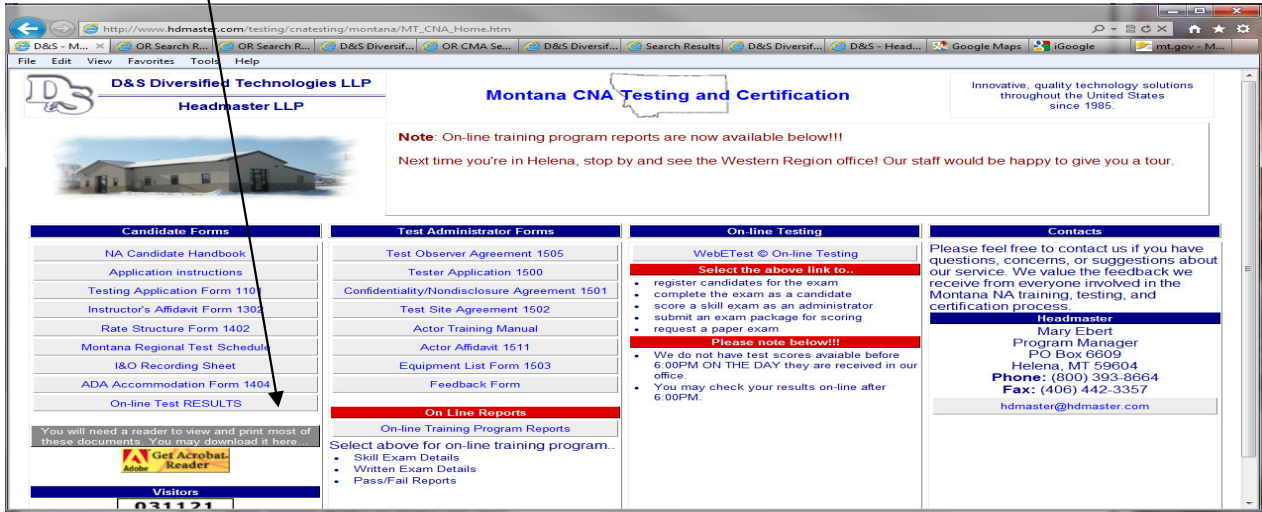 http://www.hdmaster.com/testing/cnatesting/montana/MT_CNA_Home.htm
D&S - M...
OR Search R...
OR Search R...
D&S Diversif...
OR CMA Se...
D&S Diversif...
Search Results
D&S Diversif...
D&S - Head...
Google Maps
iGoogle
mt.gov - M...
File Edit View Favorites Tools Help
D&S
D&S Diversified Technologies LLP
Headmaster LLP
Montana CNA Testing and Certification
Innovative, quality technology solutions
throughout the United States
since 1985.
Note: On-line training program reports are now available below!!!
Next time you're in Helena, stop by and see the Western Region office! Our staff would be happy to give you a tour.
Candidate Forms
NA Candidate Handbook
Application instructions
Testing Application Form 1101
Instructor's Affidavit Form 1302
Rate Structure Form 1402
Montana Regional Test Schedule
I&O Recording Sheet
ADA Accommodation Form 1404
On-line Test RESULTS
You will need a reader to view and print most of
these documents. You may download it here...
Get Acrobat
Adobe Reader
Visitors
031121
Test Administrator Forms
Test Observer Agreement 1505
Tester Application 1500
Confidentiality/Nondisclosure Agreement 1501
Test Site Agreement 1502
Actor Training Manual
Actor Affidavit 1511
Equipment List Form 1503
Feedback Form
On Line Reports
On-line Training Program Reports
Select above for on-line training program..
Skill Exam Details
Written Exam Details
Pass/Fail Reports
On-line Testing
WebETest © On-line Testing
Select the above link to..
register candidates for the exam
complete the exam as a candidate
score a skill exam as an administrator
submit an exam package for scoring
request a paper exam
Please note below!!!
We do not have test scores avaiable before
6:00PM ON THE DAY they are received in our
office.
You may check your results on-line after
6:00PM.
Contacts
Please feel free to contact us if you have
questions, concerns, or suggestions about
our service. We value the feedback we
receive from everyone involved in the
Montana NA training, testing, and
certification process.
Headmaster
Mary Ebert
Program Manager
PO Box 6609
Helena, MT 59604
Phone: (800) 393-8664
Fax: (406) 442-3357
hdmaster@hdmaster.com